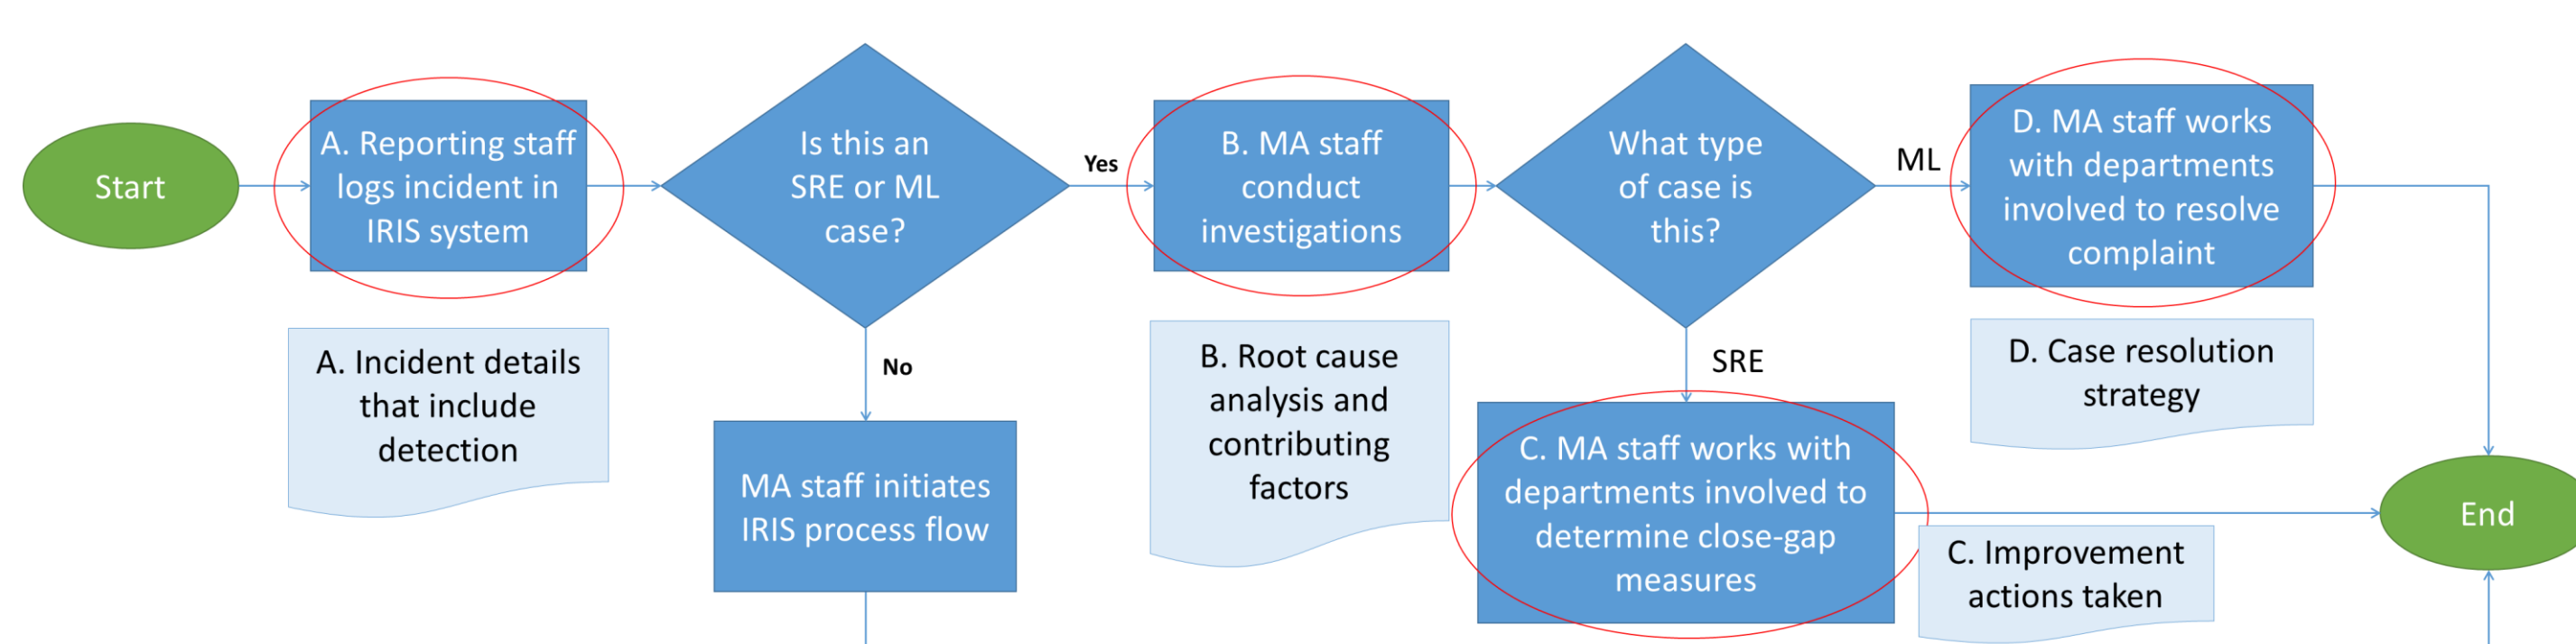 Start
A. Reporting staff
logs incident in
IRIS system
Is this an
SRE or ML
case?
Yes
B. MA staff
conduct
investigations
What type
of case is
this?
ML
D. MA staff works
with departments
involved to resolve
complaint
A. Incident details
that include
detection
No
B. Root cause
analysis and
contributing
factors
SRE
D. Case resolution
strategy
MA staff initiates
IRIS process flow
C. MA staff works with
departments involved to
determine close-gap
measures
End
C. Improvement
actions taken